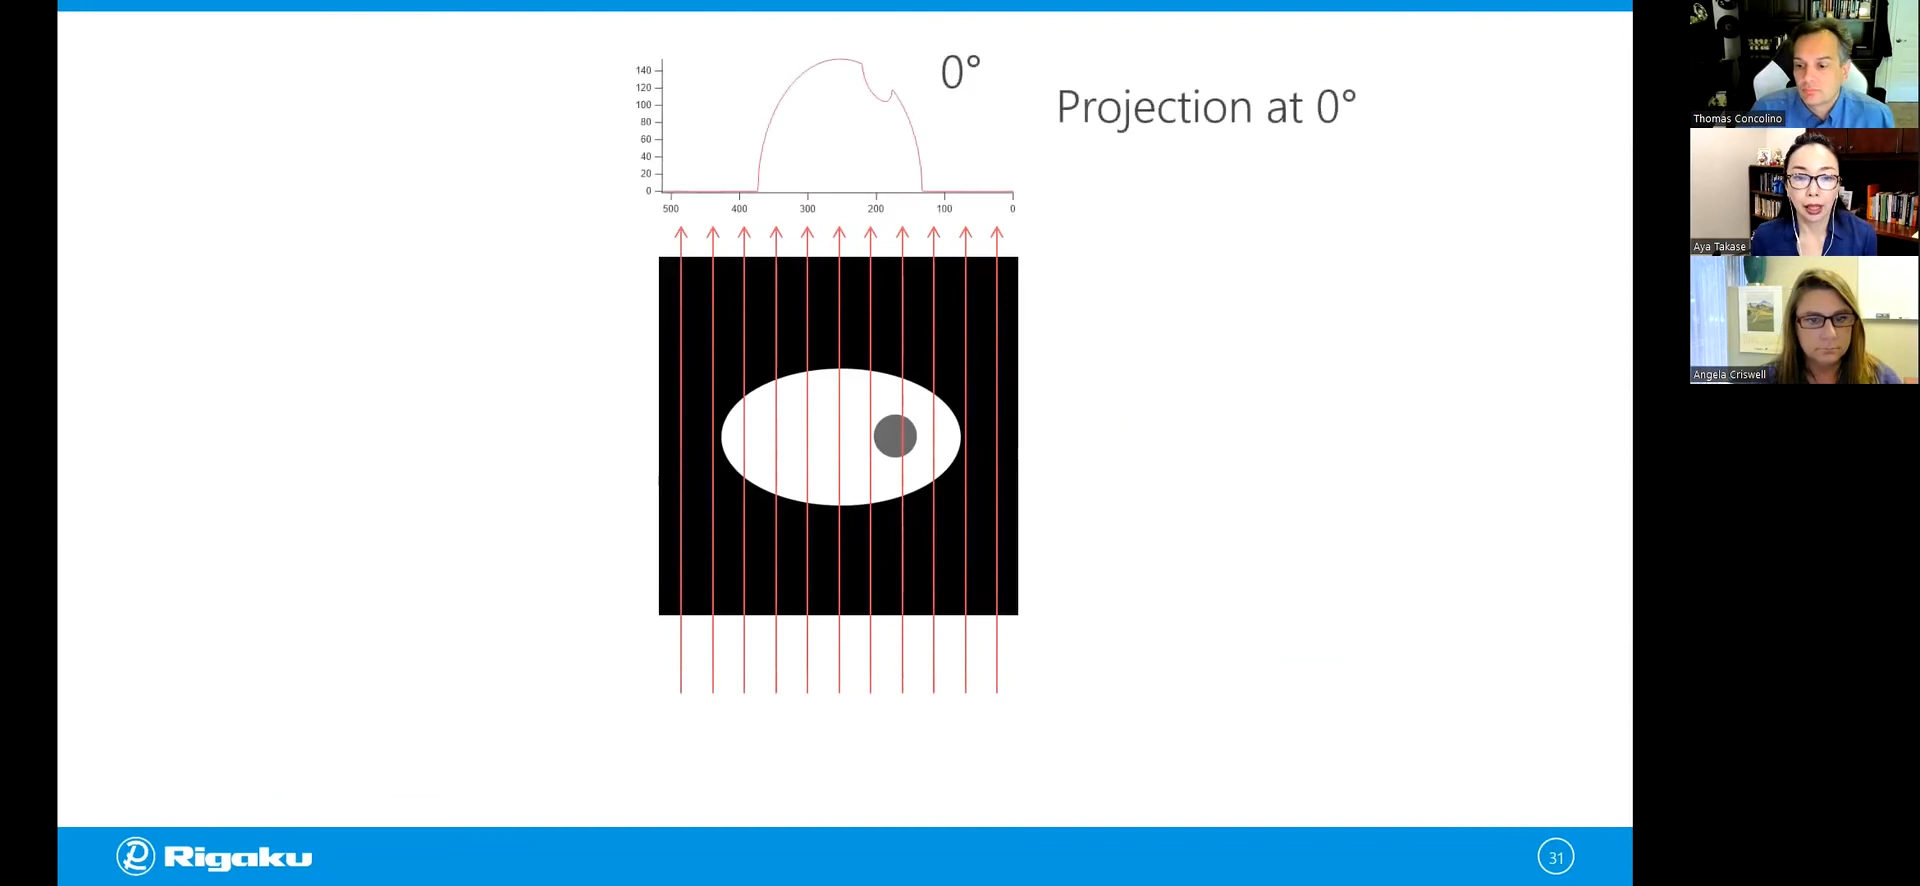 0°
Projection at 0°
140
120
100
80
60
40
20
0
500 400 300 200 100 0
Thomas Concolino
Aya Takase
Angela Criswell
Rigaku
31